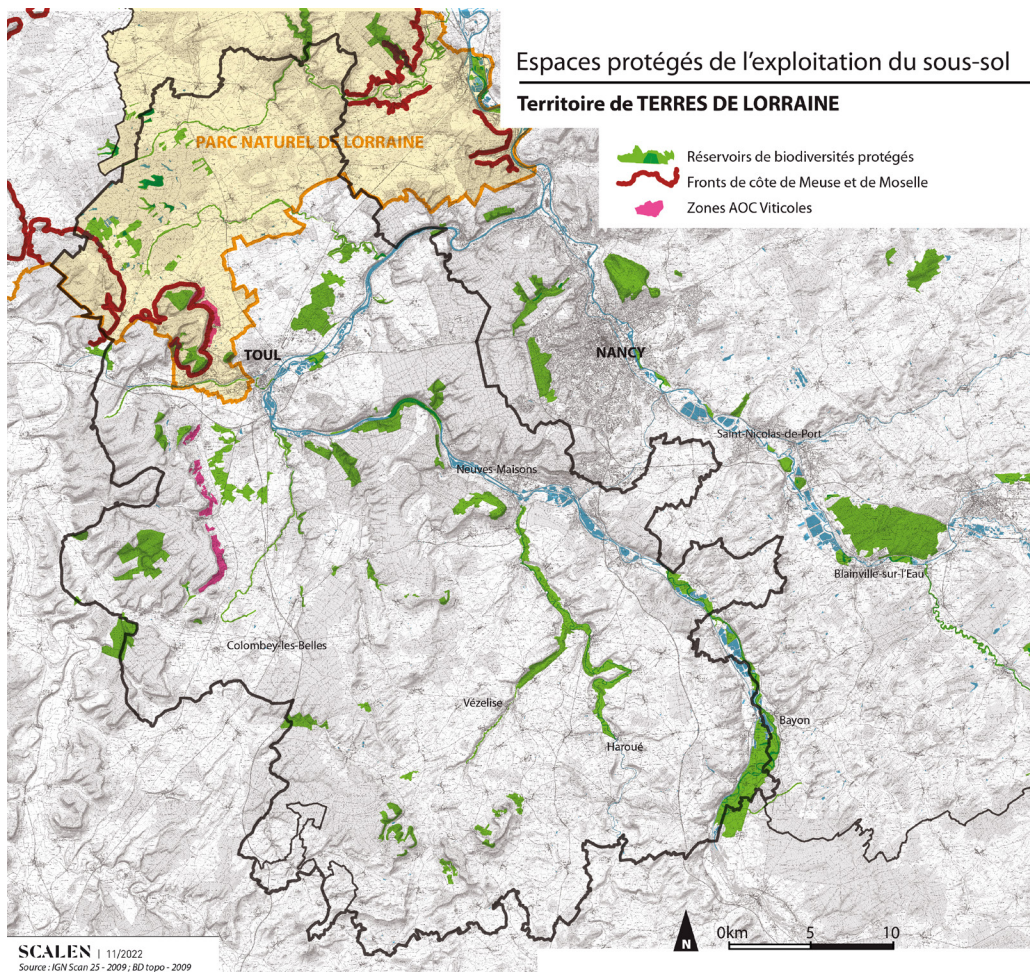 Espaces protégés de l'exploitation du sous-sol
Territoire de TERRES DE LORRAINE
PARC NATUREL DE LORRAINE
Réservoirs de biodiversités protégés
Fronts de côte de Meuse et de Moselle
Zones AOC Viticoles
TOUL
NANCY
Saint-Nicolas-de-Port
Neuves-Maisons
Blainville-sur-l'Eau
Colombey-les-Belles
Vézelise
Bayon
Haroué
N
0km 5 10
SCALEN | 11/2022
Source : IGN Scan 25 - 2009 ; BD topo - 2009